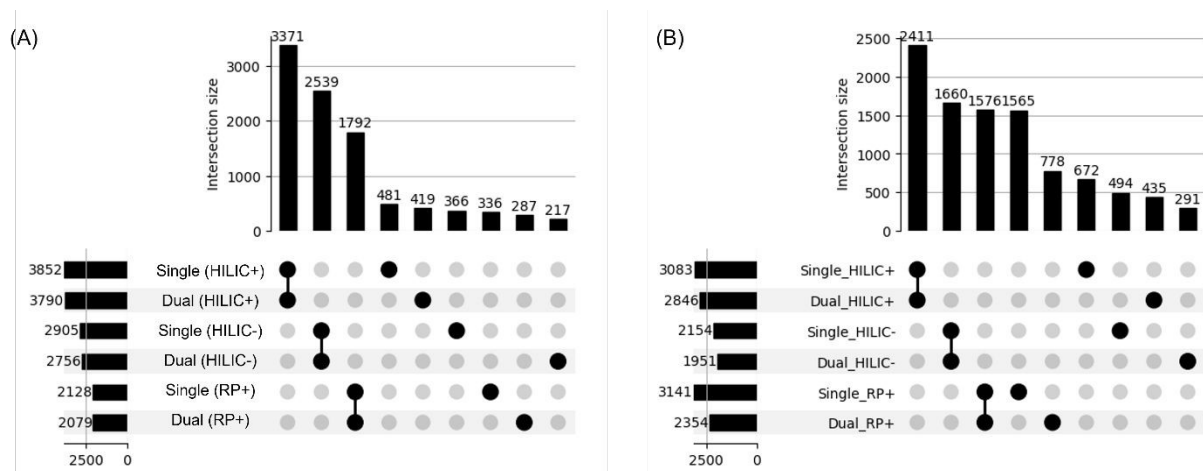 (A)
3371
2539
1792
481
419
366
336
287
217
Intersection size
3000
2000
1000
0
3852
Single (HILIC+)
3790
Dual (HILIC+)
2905
Single (HILIC-)
2756
Dual (HILIC-)
2128
Single (RP+)
2079
Dual (RP+)
2500 0
(B)
2411
1660
1576
1565
778
672
494
435
291
Intersection size
2500
2000
1500
1000
500
0
3083
Single_HILIC+
2846
Dual_HILIC+
2154
Single_HILIC-
1951
Dual_HILIC-
3141
Single_RP+
2354
Dual_RP+
2500 0